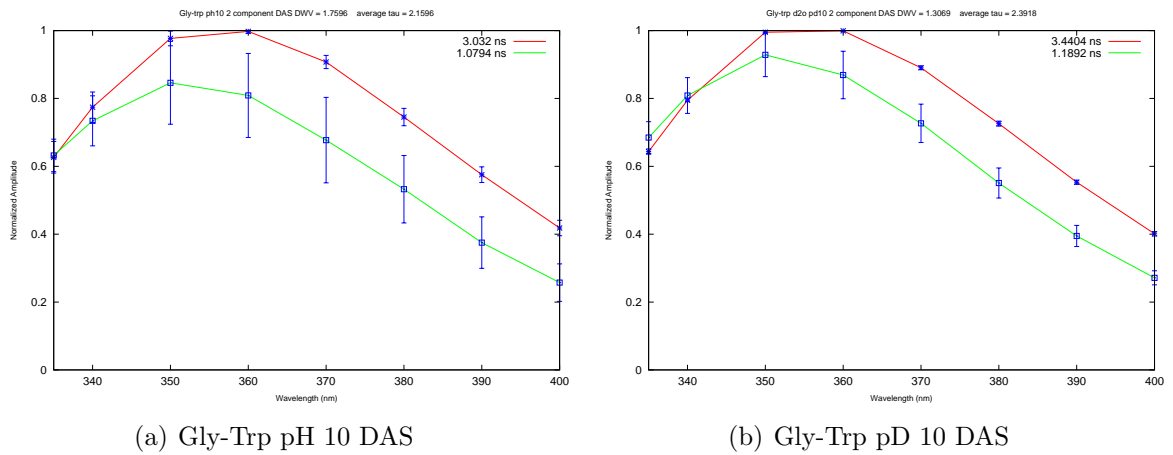 Gly-trp ph10 2 component DAS DWV = 1.7596 average tau = 2.1596
1
0.8
0.6
0.4
0.2
0
Normalized Amplitude
3.032 ns
1.0794 ns
340 350 360 370 380 390 400
Wavelength (nm)
(a) Gly-Trp pH 10 DAS
Gly-trp d2o pd10 2 component DAS DWV = 1.3069 average tau = 2.3918
1
0.8
0.6
0.4
0.2
0
Normalized Amplitude
3.4404 ns
1.1892 ns
340 350 360 370 380 390 400
Wavelength (nm)
(b) Gly-Trp pD 10 DAS